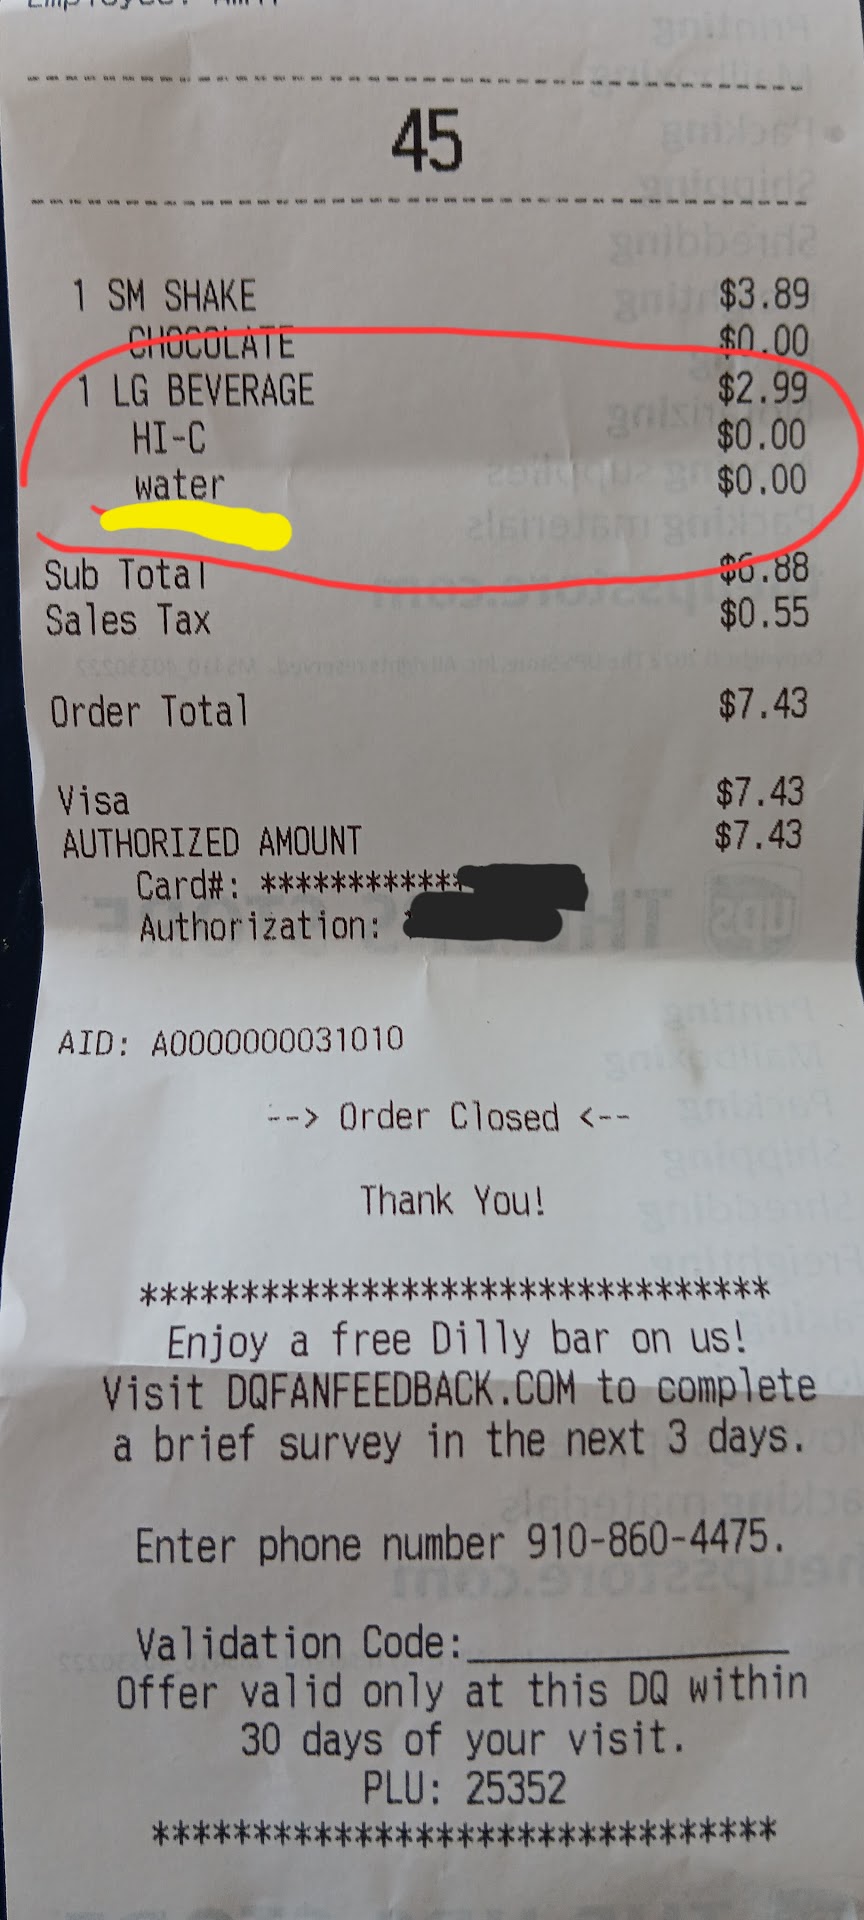 45
1 SM SHAKE $3.89
CHOCOLATE $0.00
1 LG BEVERAGE $2.99
HI-C $0.00
water $0.00
Sub Total $6.88
Sales Tax $0.55
Order Total $7.43
Visa $7.43
AUTHORIZED AMOUNT $7.43
Card#: ************
Authorization:
AID: A0000000031010
--> Order Closed <--
Thank You!
*******************************
Enjoy a free Dilly bar on us!
Visit DQFANFEEDBACK.COM to complete
a brief survey in the next 3 days.
Enter phone number 910-860-4475.
Validation Code:_______________
Offer valid only at this DQ within
30 days of your visit.
PLU: 25352
*******************************